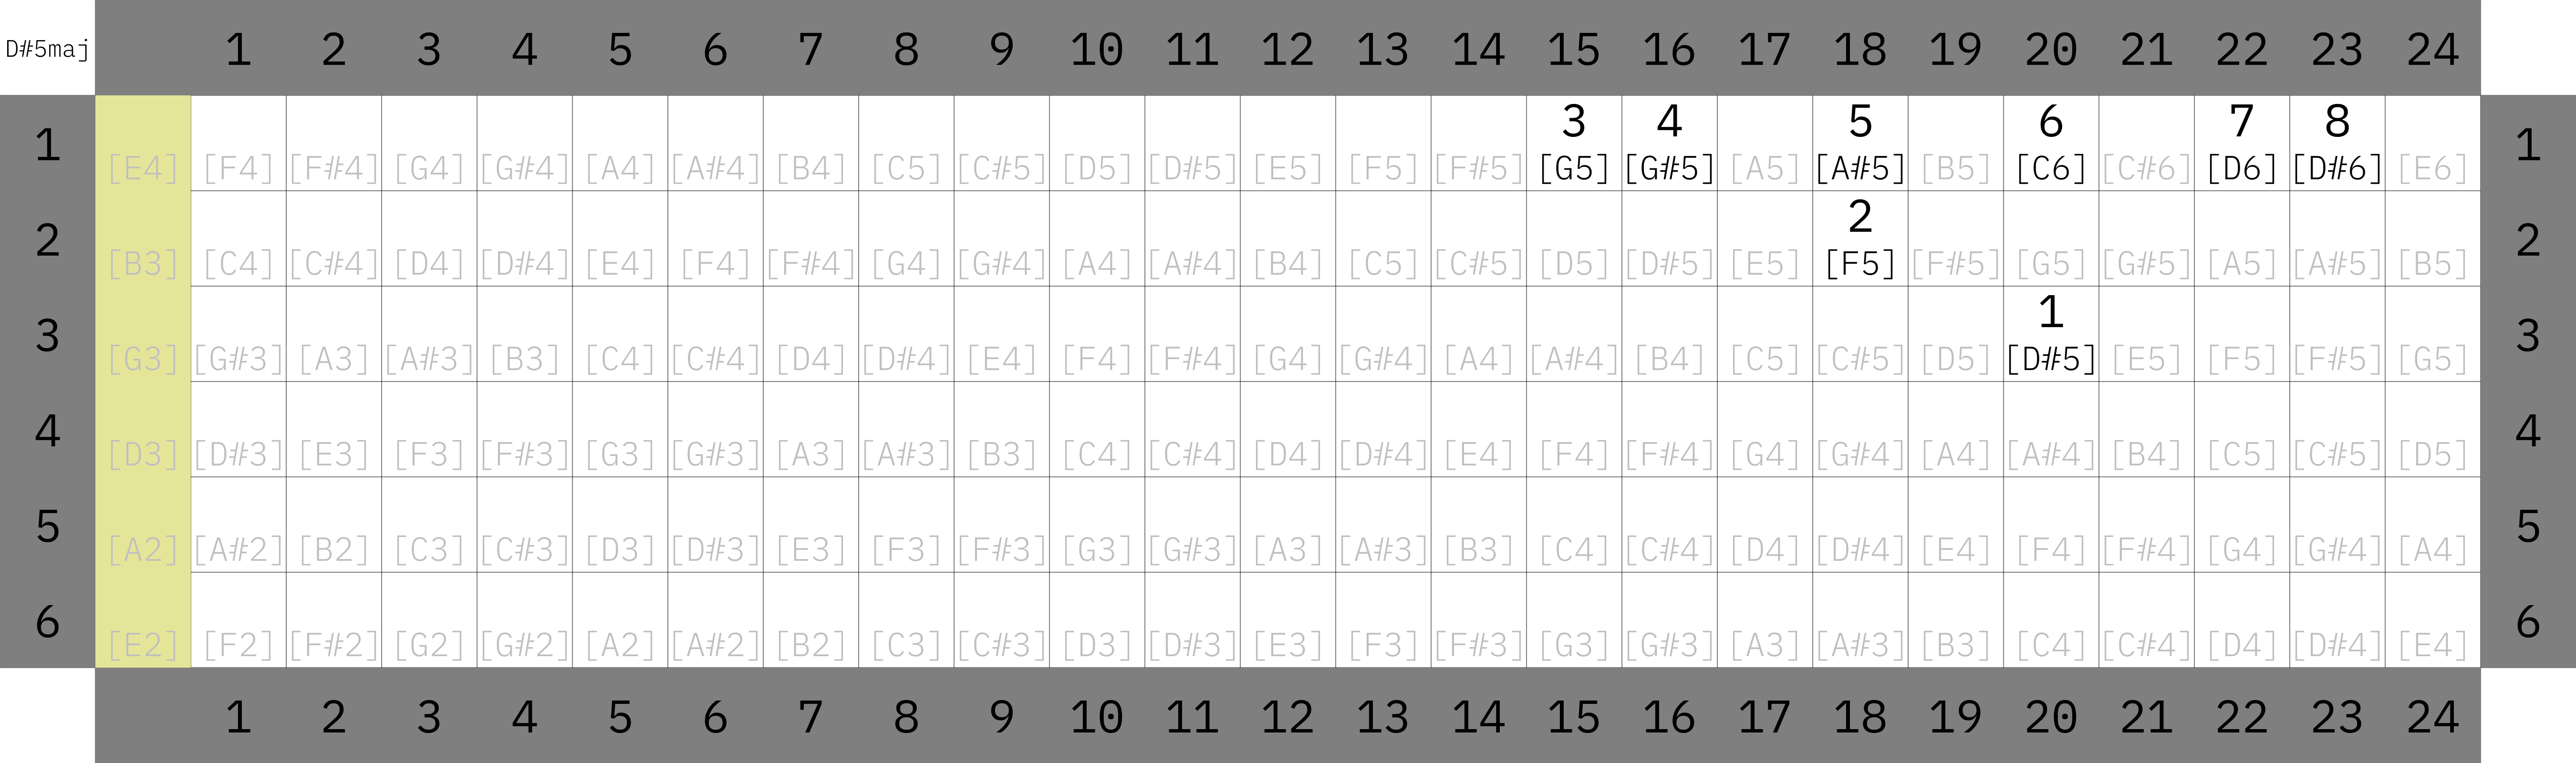 D#5maj 1 2 3 4 5 6 7 8 9 10 11 12 13 14 15 16 17 18 19 20 21 22 23 24
3 4 5 6 7 8
1 [E4] [F4] [F#4] [G4] [G#4] [A4] [A#4] [B4] [C5] [C#5] [D5] [D#5] [E5] [F5] [F#5] [G5] [G#5] [A5] [A#5] [B5] [C6] [C#6] [D6] [D#6] [E6] 1
2
2 [B3] [C4] [C#4] [D4] [D#4] [E4] [F4] [F#4] [G4] [G#4] [A4] [A#4] [B4] [C5] [C#5] [D5] [D#5] [E5] [F5] [F#5] [G5] [G#5] [A5] [A#5] [B5] 2
1
3 [G3] [G#3] [A3] [A#3] [B3] [C4] [C#4] [D4] [D#4] [E4] [F4] [F#4] [G4] [G#4] [A4] [A#4] [B4] [C5] [C#5] [D5] [D#5] [E5] [F5] [F#5] [G5] 3
4 [D3] [D#3] [E3] [F3] [F#3] [G3] [G#3] [A3] [A#3] [B3] [C4] [C#4] [D4] [D#4] [E4] [F4] [F#4] [G4] [G#4] [A4] [A#4] [B4] [C5] [C#5] [D5] 4
5 [A2] [A#2] [B2] [C3] [C#3] [D3] [D#3] [E3] [F3] [F#3] [G3] [G#3] [A3] [A#3] [B3] [C4] [C#4] [D4] [D#4] [E4] [F4] [F#4] [G4] [G#4] [A4] 5
6 [E2] [F2] [F#2] [G2] [G#2] [A2] [A#2] [B2] [C3] [C#3] [D3] [D#3] [E3] [F3] [F#3] [G3] [G#3] [A3] [A#3] [B3] [C4] [C#4] [D4] [D#4] [E4] 6
1 2 3 4 5 6 7 8 9 10 11 12 13 14 15 16 17 18 19 20 21 22 23 24